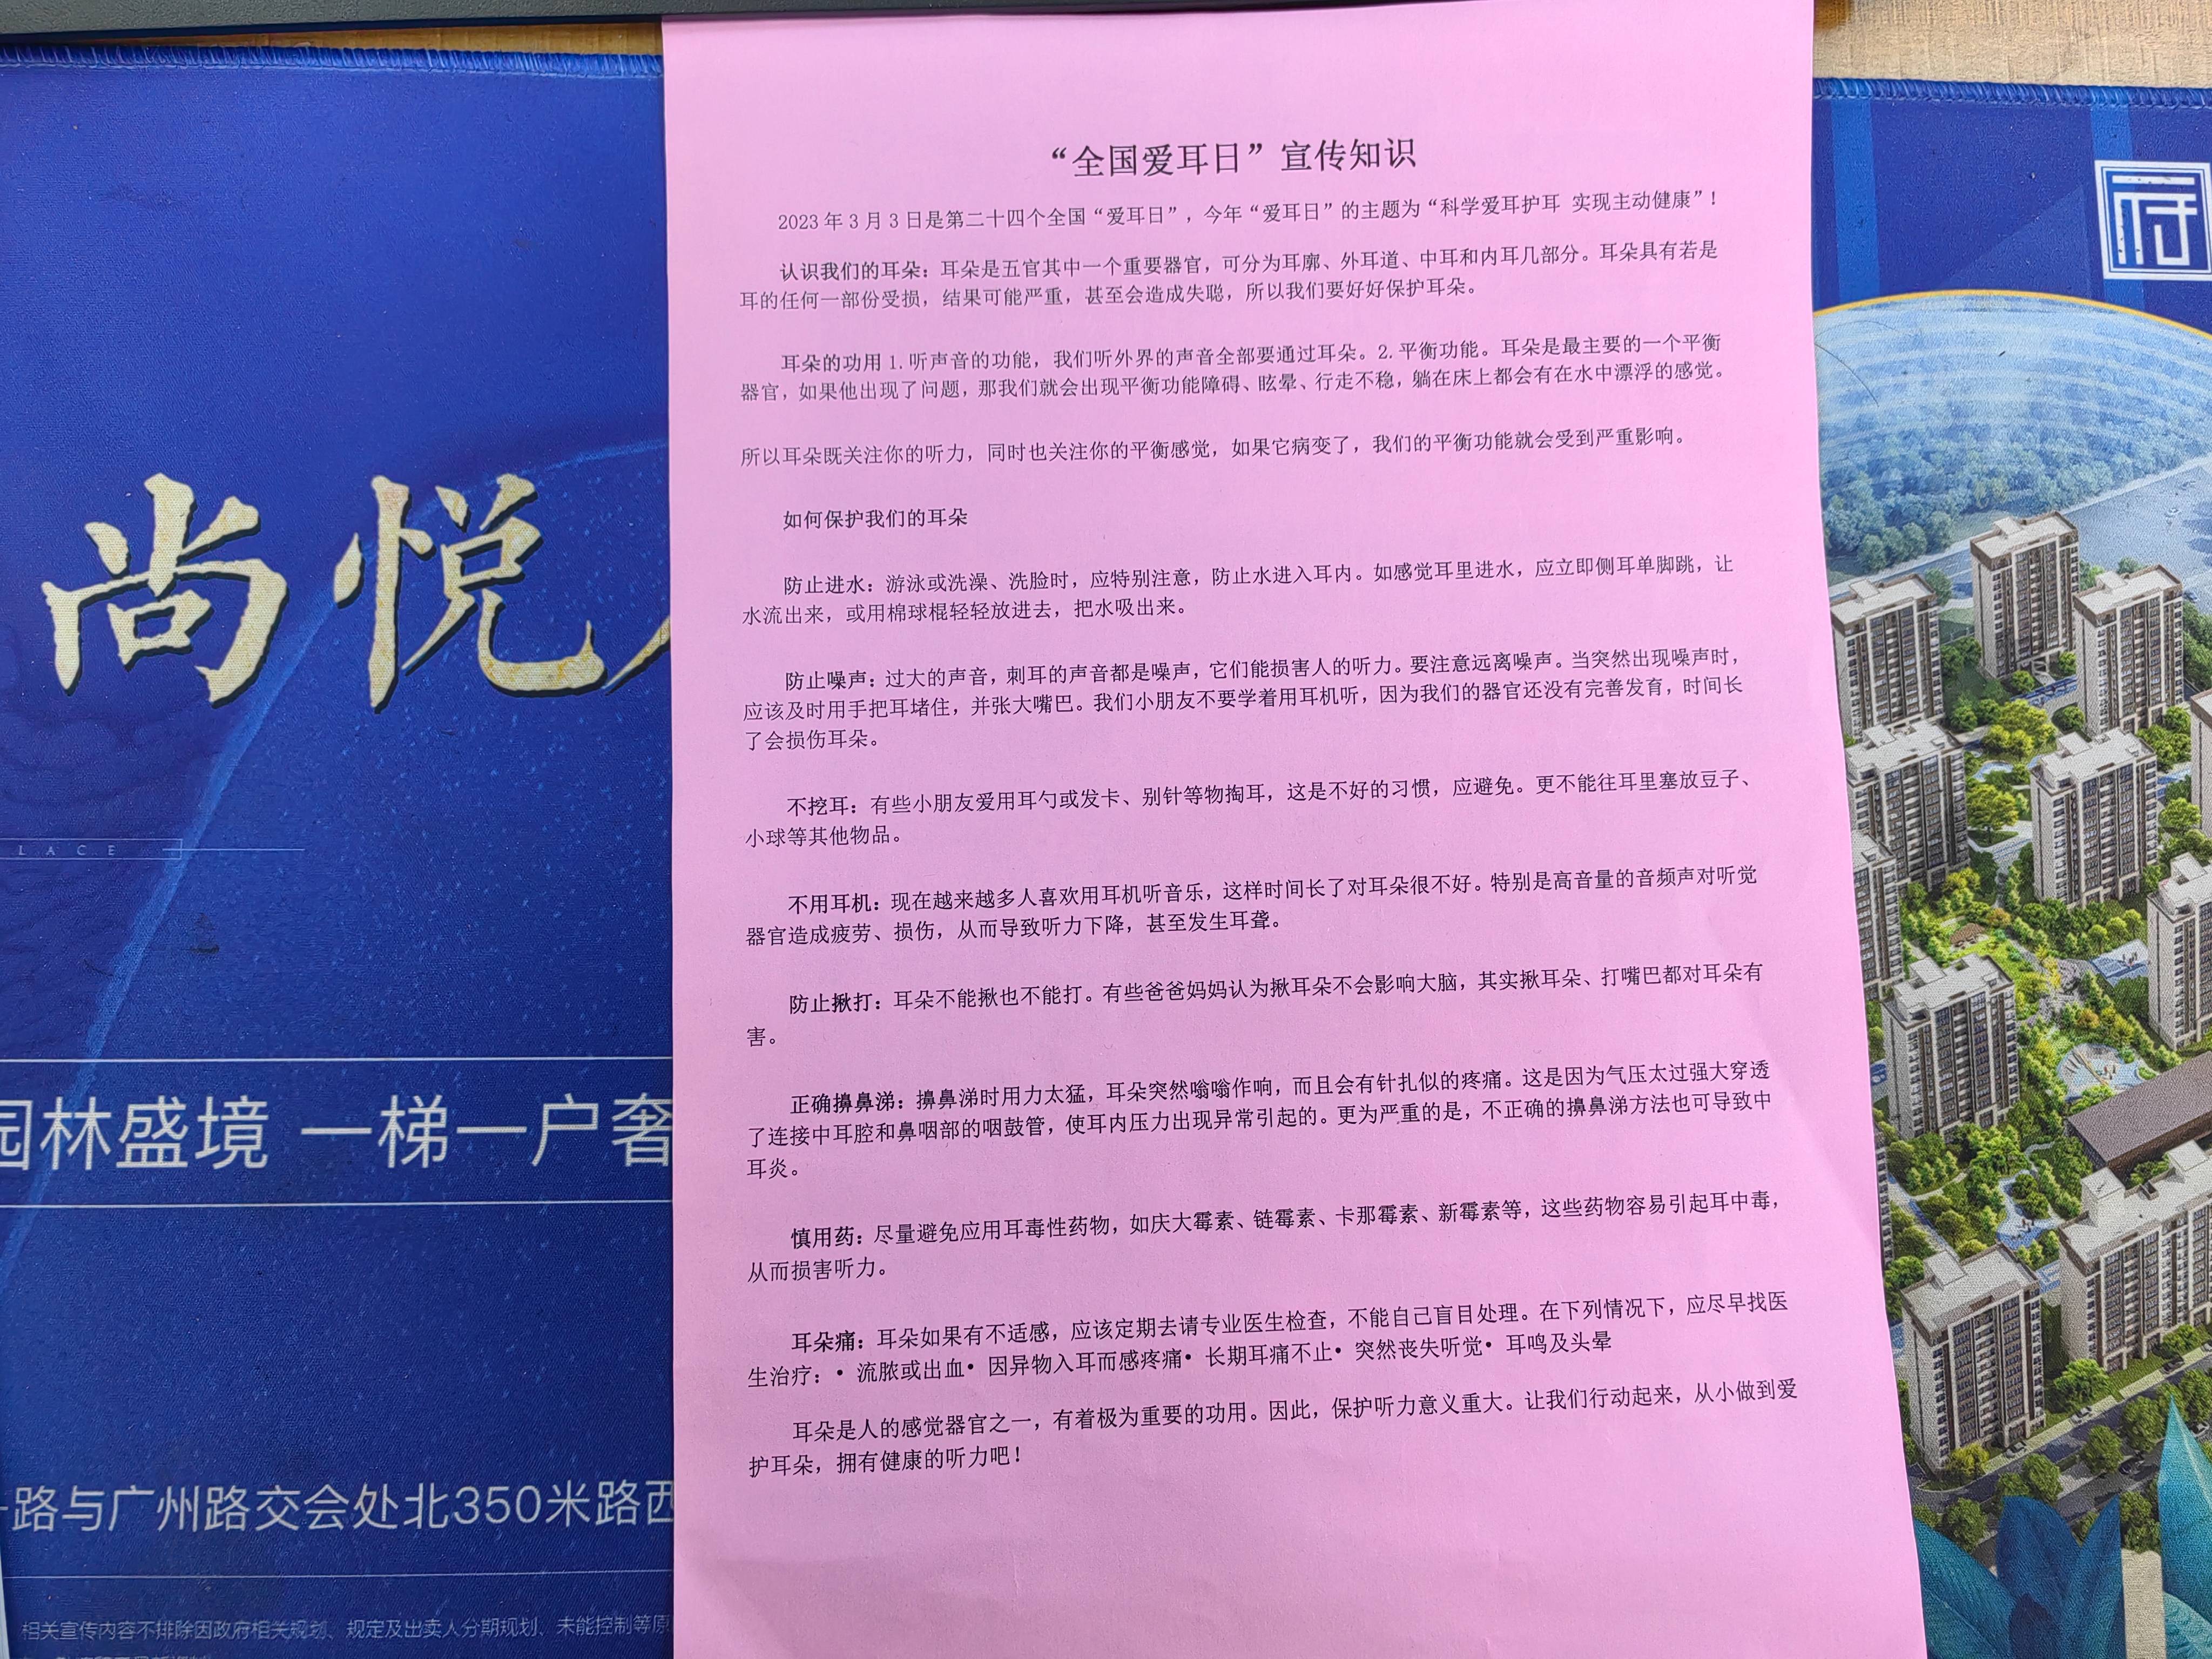 “全国爱耳日”宣传知识
2023年3月3日是第二十四个全国“爱耳日”，今年“爱耳日”的主题为“科学爱耳护耳 实现主动健康”！
认识我们的耳朵：耳朵是五官其中一个重要器官，可分为耳廓、外耳道、中耳和内耳几部分。耳朵具有若是
耳的任何一部份受损，结果可能严重，甚至会造成失聪，所以我们要好好保护耳朵。
耳朵的功用1.听声音的功能，我们听外界的声音全部要通过耳朵。2.平衡功能。耳朵是最主要的一个平衡
器官，如果他出现了问题，那我们就会出现平衡功能障碍、眩晕、行走不稳，躺在床上都会有在水中漂浮的感觉。
所以耳朵既关注你的听力，同时也关注你的平衡感觉，如果它病变了，我们的平衡功能就会受到严重影响。
如何保护我们的耳朵
防止进水：游泳或洗澡、洗脸时，应特别注意，防止水进入耳内。如感觉耳里进水，应立即侧耳单脚跳，让
水流出来，或用棉球棍轻轻放进去，把水吸出来。
防止噪声：过大的声音，刺耳的声音都是噪声，它们能损害人的听力。要注意远离噪声。当突然出现噪声时，
应该及时用手把耳堵住，并张大嘴巴。我们小朋友不要学着用耳机听，因为我们的器官还没有完善发育，时间长
了会损伤耳朵。
不挖耳：有些小朋友爱用耳勺或发卡、别针等物掏耳，这是不好的习惯，应避免。更不能往耳里塞放豆子、
小球等其他物品。
不用耳机：现在越来越多人喜欢用耳机听音乐，这样时间长了对耳朵很不好。特别是高音量的音频声对听觉
器官造成疲劳、损伤，从而导致听力下降，甚至发生耳聋。
防止揪打：耳朵不能揪也不能打。有些爸爸妈妈认为揪耳朵不会影响大脑，其实揪耳朵、打嘴巴都对耳朵有
害。
正确擤鼻涕：擤鼻涕时用力太猛，耳朵突然嗡嗡作响，而且会有针扎似的疼痛。这是因为气压太过强大穿透
了连接中耳腔和鼻咽部的咽鼓管，使耳内压力出现异常引起的。更为严重的是，不正确的擤鼻涕方法也可导致中
耳炎。
慎用药：尽量避免应用耳毒性药物，如庆大霉素、链霉素、卡那霉素、新霉素等，这些药物容易引起耳中毒，
从而损害听力。
耳朵痛：耳朵如果有不适感，应该定期去请专业医生检查，不能自己盲目处理。在下列情况下，应尽早找医
生治疗：• 流脓或出血• 因异物入耳而感疼痛• 长期耳痛不止• 突然丧失听觉• 耳鸣及头晕
耳朵是人的感觉器官之一，有着极为重要的功用。因此，保护听力意义重大。让我们行动起来，从小做到爱
护耳朵，拥有健康的听力吧！
尚悦
LACE
园林盛境 一梯一户奢
路与广州路交会处北350米路西
相关宣传内容不排除因政府相关规划、规定及出卖人分期规划、未能控制等原
府